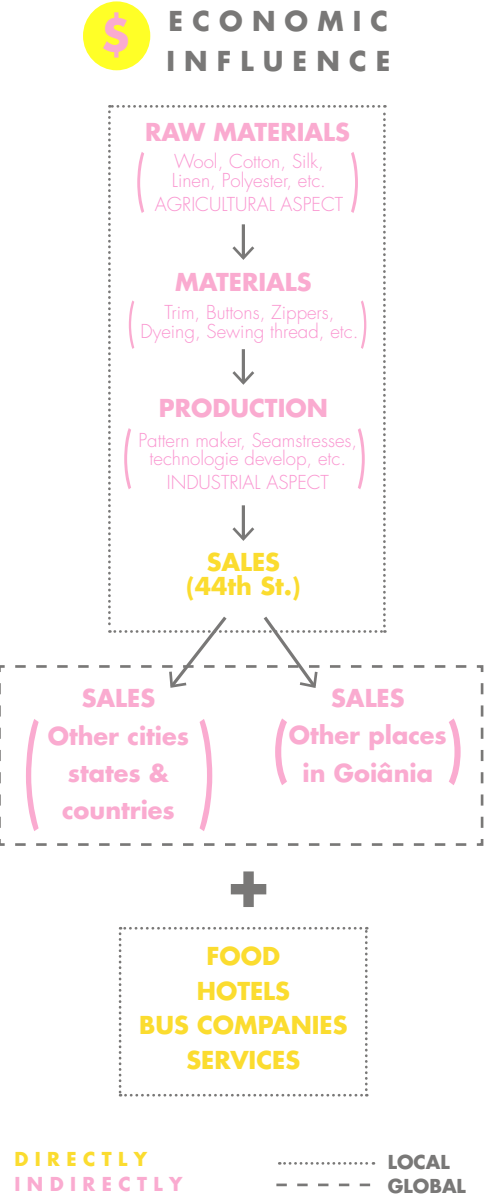 $
ECONOMIC
INFLUENCE
RAW MATERIALS
(Wool, Cotton, Silk,
Linen, Polyester, etc.
AGRICULTURAL ASPECT)
MATERIALS
(Trim, Buttons, Zippers,
Dyeing, Sewing thread, etc.)
PRODUCTION
(Pattern maker, Seamstresses,
technologie develop, etc.
INDUSTRIAL ASPECT)
SALES
(44th St.)
SALES
(Other cities
states &
countries)
SALES
(Other places
in Goiânia)
+
FOOD
HOTELS
BUS COMPANIES
SERVICES
DIRECTLY
INDIRECTLY
LOCAL
GLOBAL